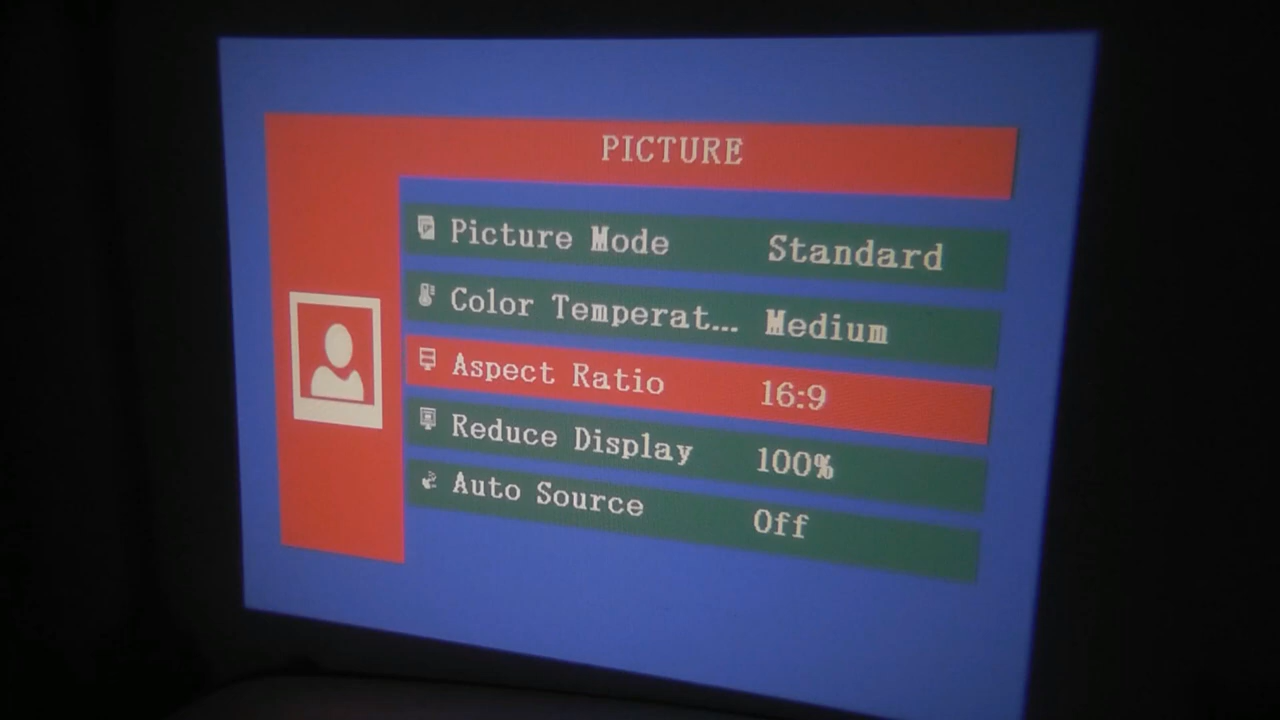 PICTURE
Picture Mode Standard
Color Temperat... Medium
Aspect Ratio 16:9
Reduce Display 100%
Auto Source Off